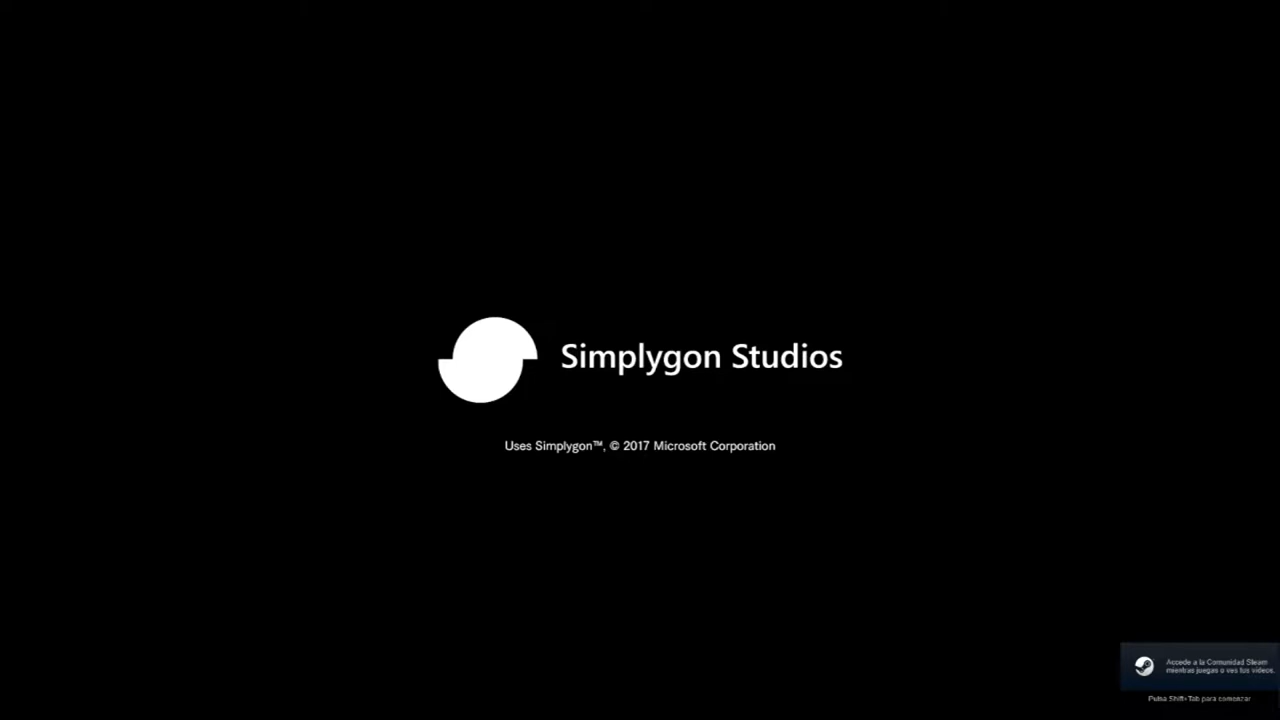 Simplygon Studios
Uses Simplygon™, © 2017 Microsoft Corporation
Accede a la Comunidad Steam
mientras juegas o ves tus vídeos.
Pulsa Shift+Tab para comenzar